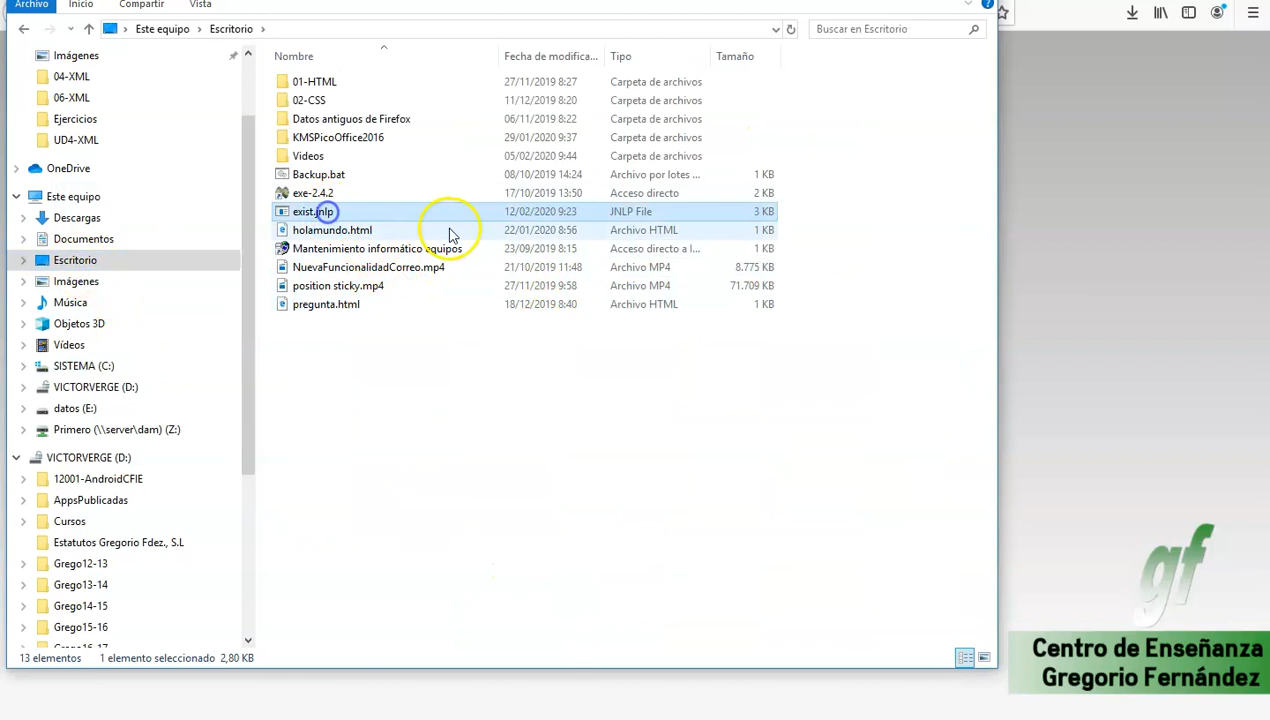 Archivo Inicio Compartir Vista
Este equipo Escritorio Buscar en Escritorio
Nombre Fecha de modifica... Tipo Tamaño
Imágenes
04-XML
06-XML
Ejercicios
UD4-XML
OneDrive
Este equipo
Descargas
Documentos
Escritorio
Imágenes
Música
Objetos 3D
Vídeos
SISTEMA (C:)
VICTORVERGE (D:)
datos (E:)
Primero (\\server\dam) (Z:)
VICTORVERGE (D:)
12001-AndroidCFIE
AppsPublicadas
Cursos
Estatutos Gregorio Fdez., S.L
Grego12-13
Grego13-14
Grego14-15
Grego15-16
Grego16-17
01-HTML 27/11/2019 8:27 Carpeta de archivos
02-CSS 11/12/2019 8:20 Carpeta de archivos
Datos antiguos de Firefox 06/11/2019 8:22 Carpeta de archivos
KMSPicoOffice2016 29/01/2020 9:37 Carpeta de archivos
Videos 05/02/2020 9:44 Carpeta de archivos
Backup.bat 08/10/2019 14:24 Archivo por lotes ... 1 KB
exe-2.4.2 17/10/2019 13:50 Acceso directo 2 KB
exist.jnlp 12/02/2020 9:23 JNLP File 3 KB
holamundo.html 22/01/2020 8:56 Archivo HTML 1 KB
Mantenimiento informático equipos 23/09/2019 8:15 Acceso directo a I... 1 KB
NuevaFuncionalidadCorreo.mp4 21/10/2019 11:48 Archivo MP4 8.775 KB
position sticky.mp4 27/11/2019 9:58 Archivo MP4 71.709 KB
pregunta.html 18/12/2019 8:40 Archivo HTML 1 KB
13 elementos 1 elemento seleccionado 2,80 KB
gf
Centro de Enseñanza
Gregorio Fernández